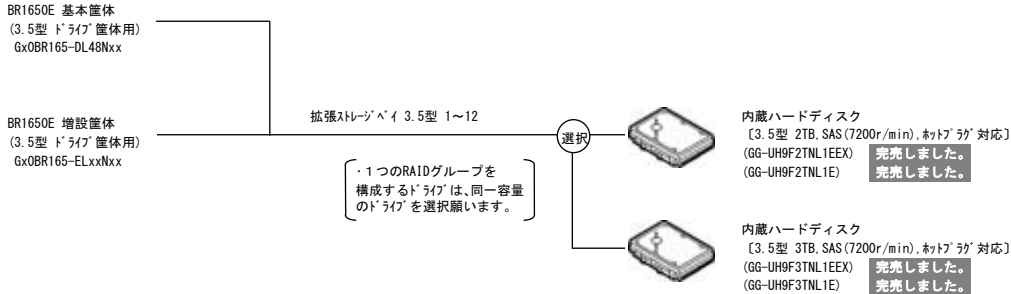 BR1650E 基本筐体
(3.5型 ﾄﾞﾗｲﾌﾞ筐体用)
GxOBR165-DL48Nxx
BR1650E 増設筐体
(3.5型 ﾄﾞﾗｲﾌﾞ筐体用)
GxOBR165-ELxxNxx
拡張ｽﾄﾚｰｼﾞﾍﾞｲ 3.5型 1～12
・１つのRAIDグループを
構成するﾄﾞﾗｲﾌﾞは､同一容量
のﾄﾞﾗｲﾌﾞを選択願います。
選択
内蔵ハードディスク
〔3.5型 2TB,SAS(7200r/min),ﾎｯﾄﾌﾟﾗｸﾞ対応〕
(GG-UH9F2TNL1EEX) 完売しました。
(GG-UH9F2TNL1E) 完売しました。
内蔵ハードディスク
〔3.5型 3TB,SAS(7200r/min),ﾎｯﾄﾌﾟﾗｸﾞ対応〕
(GG-UH9F3TNL1EEX) 完売しました。
(GG-UH9F3TNL1E) 完売しました。